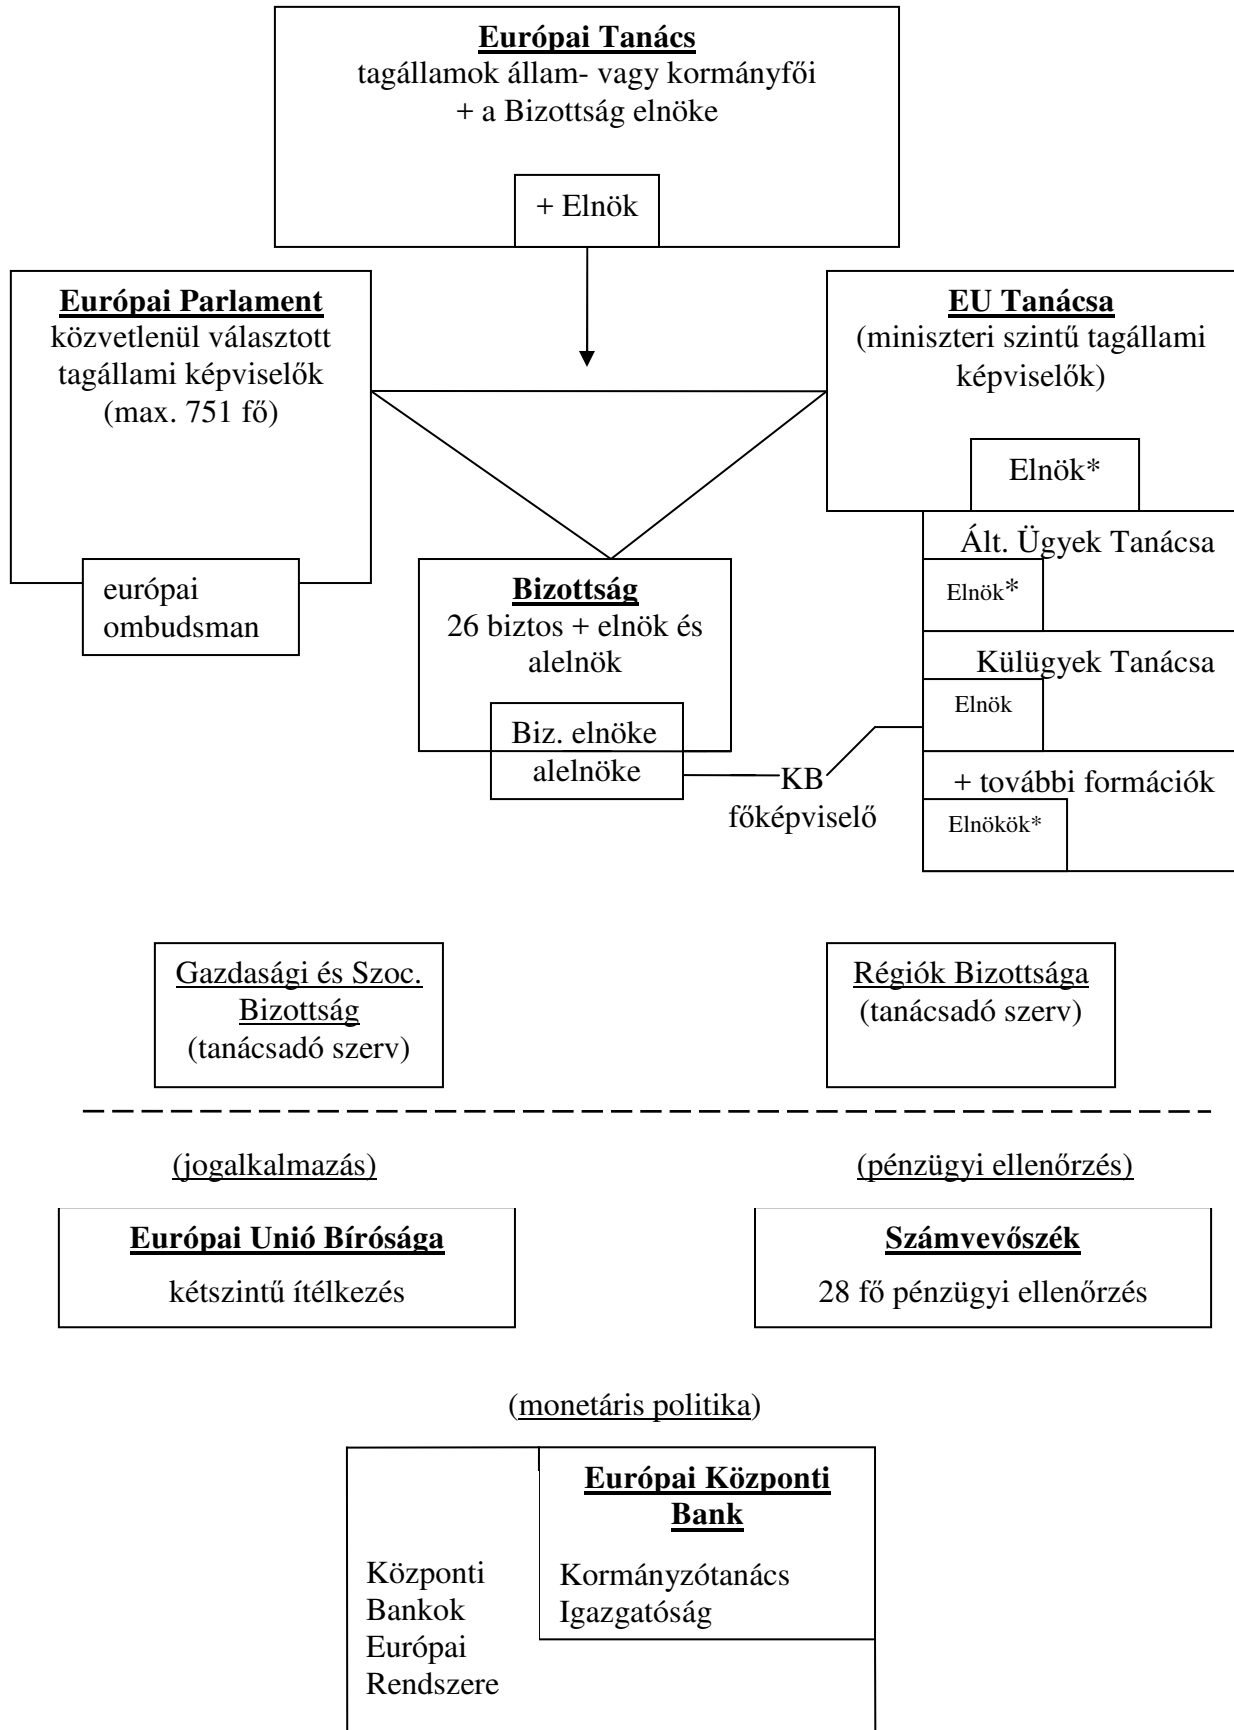 Európai Tanács
tagállamok állam- vagy kormányfői
+ a Bizottság elnöke
+ Elnök
Európai Parlament
közvetlenül választott
tagállami képviselők
(max. 751 fő)
európai
ombudsman
EU Tanácsa
(miniszteri szintű tagállami
képviselők)
Elnök*
Ált. Ügyek Tanácsa
Elnök*
Külügyek Tanácsa
Elnök
+ további formációk
Elnökök*
Bizottság
26 biztos + elnök és
alelnök
Biz. elnöke
alelnöke
KB
főképviselő
Gazdasági és Szoc.
Bizottság
(tanácsadó szerv)
Régiók Bizottsága
(tanácsadó szerv)
(jogalkalmazás)
(pénzügyi ellenőrzés)
Európai Unió Bírósága
kétszintű ítélkezés
Számvevőszék
28 fő pénzügyi ellenőrzés
(monetáris politika)
Európai Központi
Bank
Kormányzótanács
Igazgatóság
Központi
Bankok
Európai
Rendszere